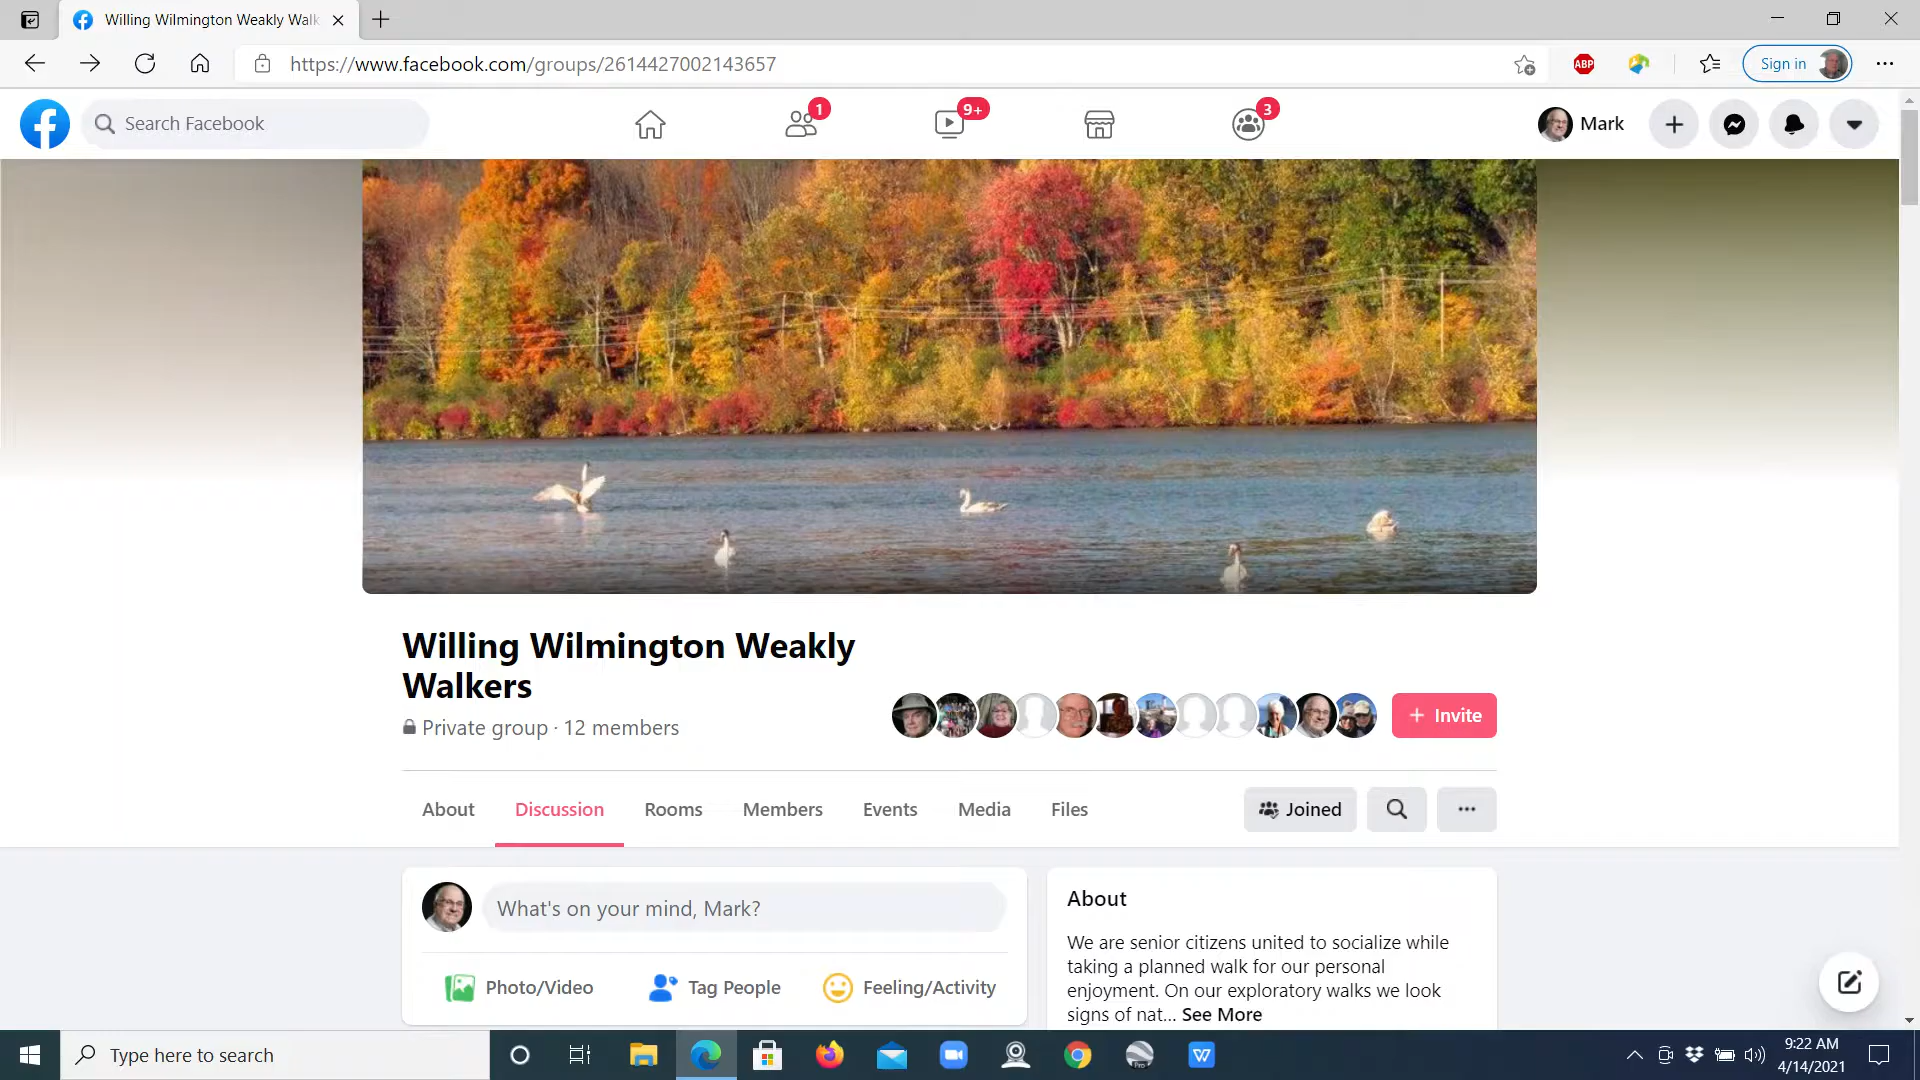 Willing Wilmington Weakly Walk
https://www.facebook.com/groups/2614427002143657
ABP
Sign in
Search Facebook
1
9+
3
Mark
Willing Wilmington Weakly
Walkers
Private group · 12 members
+ Invite
About
Discussion
Rooms
Members
Events
Media
Files
Joined
What's on your mind, Mark?
Photo/Video
Tag People
Feeling/Activity
About
We are senior citizens united to socialize while
taking a planned walk for our personal
enjoyment. On our exploratory walks we look
signs of nat... See More
Type here to search
Pro
W
9:22 AM
4/14/2021